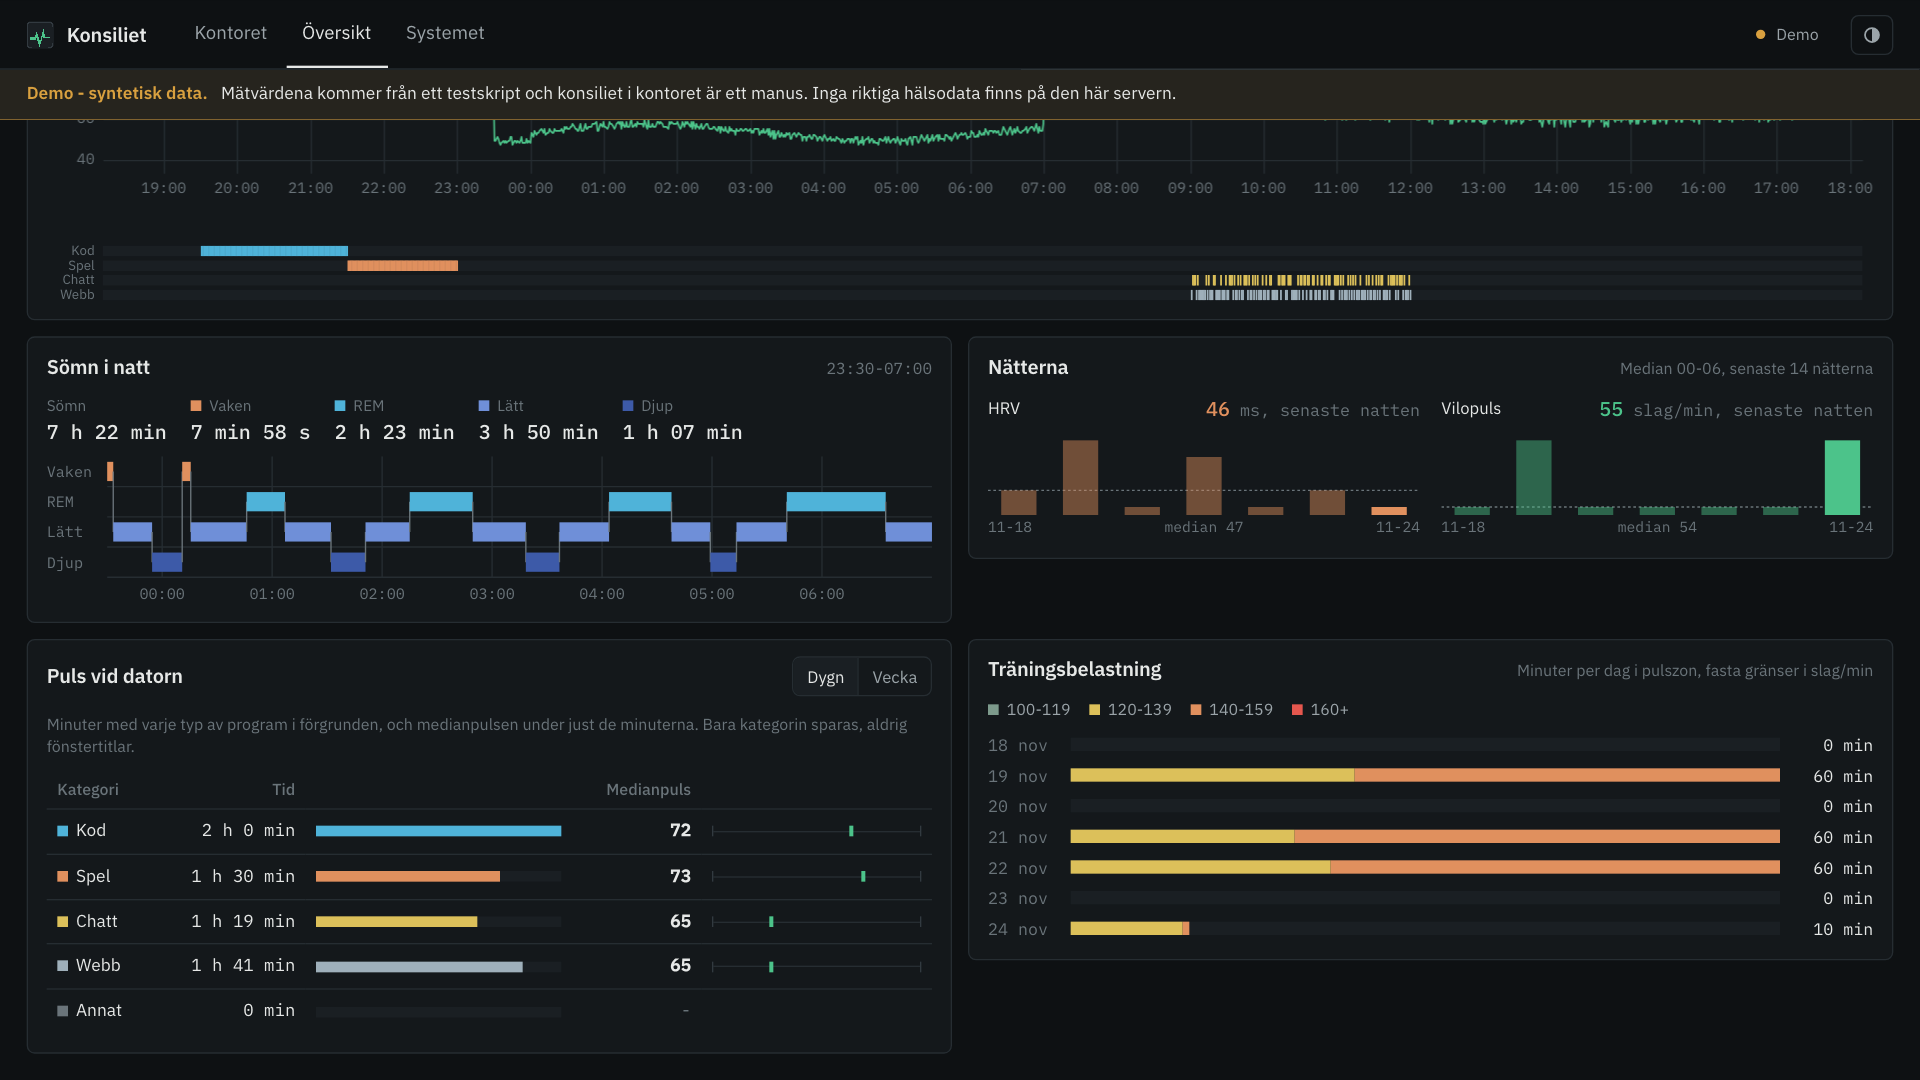 Konsiliet Kontoret Översikt Systemet Demo
Demo - syntetisk data. Mätvärdena kommer från ett testskript och konsiliet i kontoret är ett manus. Inga riktiga hälsodata finns på den här servern.
40
19:00 20:00 21:00 22:00 23:00 00:00 01:00 02:00 03:00 04:00 05:00 06:00 07:00 08:00 09:00 10:00 11:00 12:00 13:00 14:00 15:00 16:00 17:00 18:00
Kod
Spel
Chatt
Webb
Sömn i natt 23:30-07:00
Sömn Vaken REM Lätt Djup
7 h 22 min 7 min 58 s 2 h 23 min 3 h 50 min 1 h 07 min
Vaken
REM
Lätt
Djup
00:00 01:00 02:00 03:00 04:00 05:00 06:00
Nätterna Median 00-06, senaste 14 nätterna
HRV 46 ms, senaste natten
11-18 median 47 11-24
Vilopuls 55 slag/min, senaste natten
11-18 median 54 11-24
Puls vid datorn Dygn Vecka
Minuter med varje typ av program i förgrunden, och medianpulsen under just de minuterna. Bara kategorin sparas, aldrig
fönstertitlar.
Kategori Tid Medianpuls
Kod 2 h 0 min 72
Spel 1 h 30 min 73
Chatt 1 h 19 min 65
Webb 1 h 41 min 65
Annat 0 min -
Träningsbelastning Minuter per dag i pulszon, fasta gränser i slag/min
100-119 120-139 140-159 160+
18 nov 0 min
19 nov 60 min
20 nov 0 min
21 nov 60 min
22 nov 60 min
23 nov 0 min
24 nov 10 min